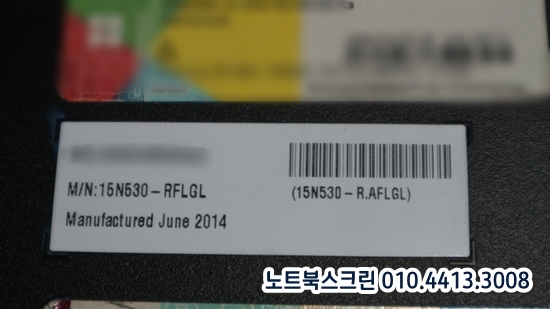 M/N:15N530-RFLGL
(15N530-R.AFLGL)
Manufactured June 2014
노트북스크린 010.4413.3008